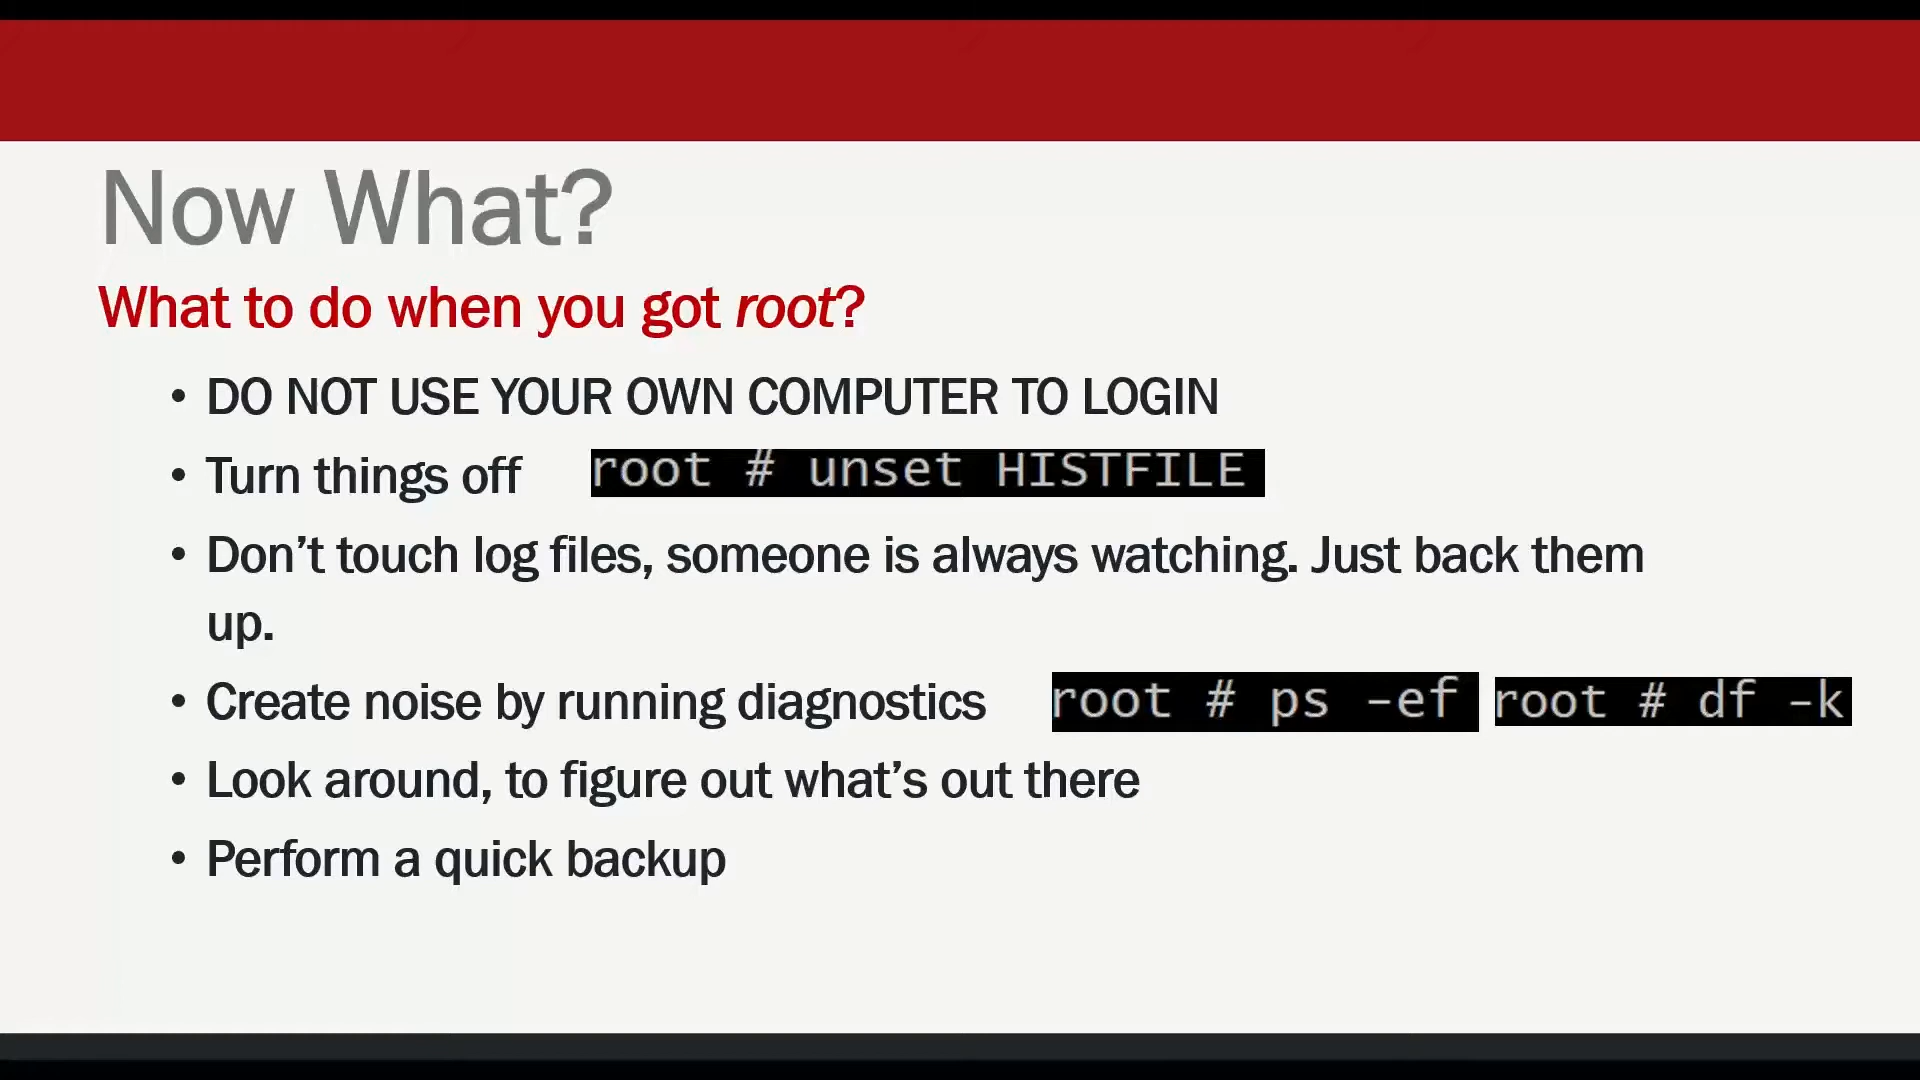 Now What?
What to do when you got root?
• DO NOT USE YOUR OWN COMPUTER TO LOGIN
• Turn things off root # unset HISTFILE
• Don’t touch log files, someone is always watching. Just back them
up.
• Create noise by running diagnostics root # ps -ef root # df -k
• Look around, to figure out what’s out there
• Perform a quick backup